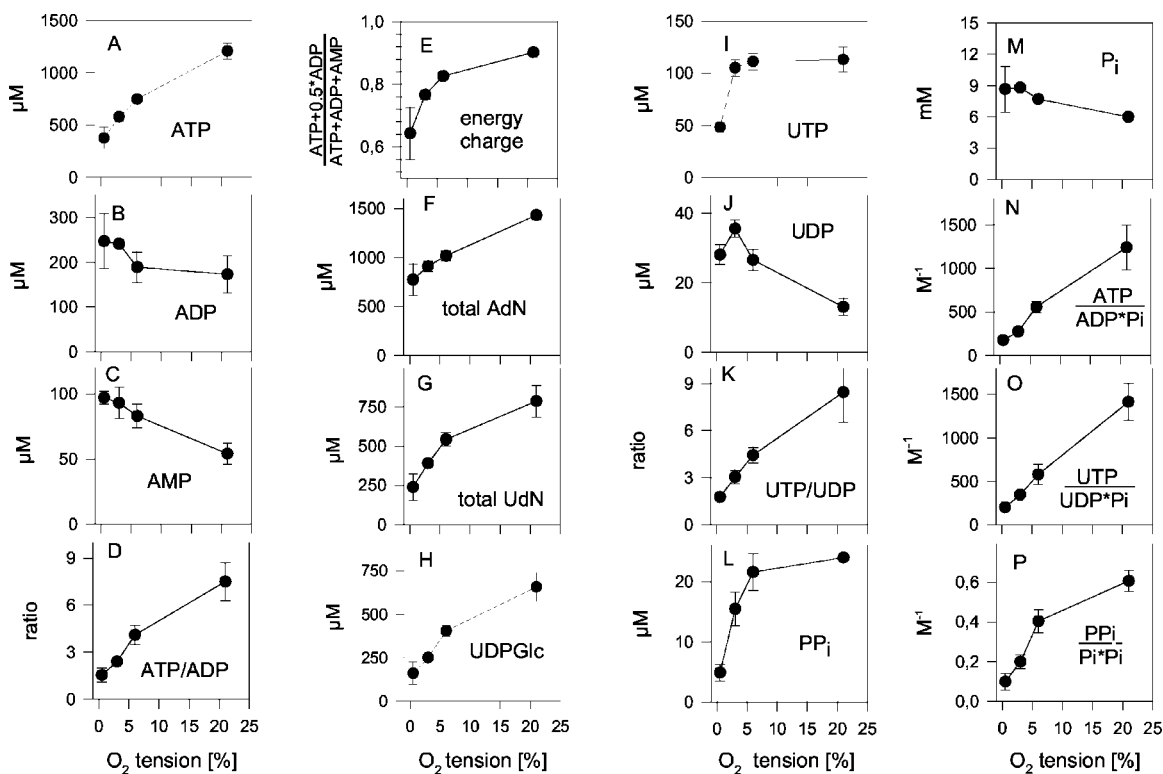 A
1500
1000
500
0
µM
ATP
B
300
200
100
0
µM
ADP
C
100
50
0
µM
AMP
D
9
6
3
0
ratio
ATP/ADP
0 5 10 15 20 25
O₂ tension [%]
E
1,0
0,8
0,6
ATP+0.5*ADP
ATP+ADP+AMP
energy
charge
F
1500
1000
500
0
µM
total AdN
G
750
500
250
0
µM
total UdN
H
750
500
250
0
µM
UDPGlc
0 5 10 15 20 25
O₂ tension [%]
I
150
100
50
0
µM
UTP
J
40
20
0
µM
UDP
K
9
6
3
0
ratio
UTP/UDP
L
20
10
0
µM
PPi
0 5 10 15 20 25
O₂ tension [%]
M
15
12
9
6
3
0
mM
Pi
N
1500
1000
500
0
M⁻¹
ATP
ADP*Pi
O
1500
1000
500
0
M⁻¹
UTP
UDP*Pi
P
0,6
0,4
0,2
0,0
M⁻¹
PPi
Pi*Pi
0 5 10 15 20 25
O₂ tension [%]